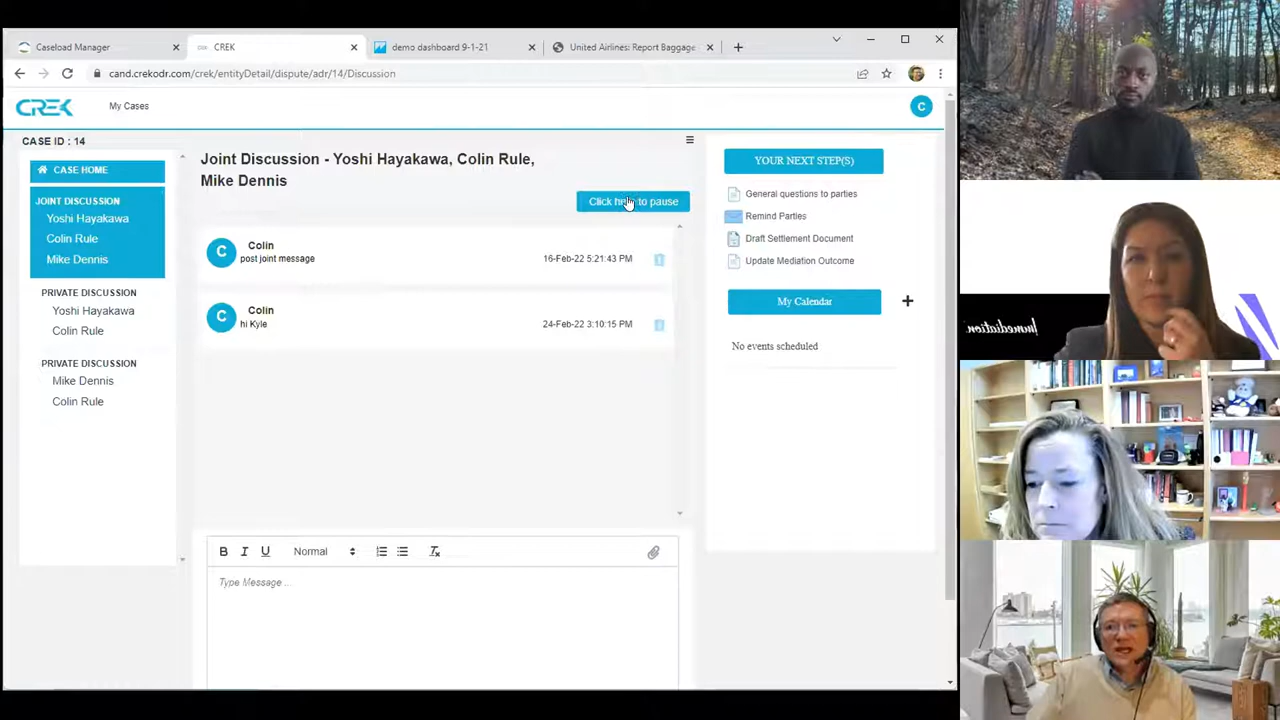 Caseload Manager
CREK
demo dashboard 9-1-21
United Airlines: Report Baggage
cand.crekodr.com/crek/entityDetail/dispute/adr/14/Discussion
CREK
My Cases
C
CASE ID : 14
CASE HOME
JOINT DISCUSSION
Yoshi Hayakawa
Colin Rule
Mike Dennis
PRIVATE DISCUSSION
Yoshi Hayakawa
Colin Rule
PRIVATE DISCUSSION
Mike Dennis
Colin Rule
Joint Discussion - Yoshi Hayakawa, Colin Rule,
Mike Dennis
Click here to pause
C
Colin
post joint message
16-Feb-22 5:21:43 PM
C
Colin
hi Kyle
24-Feb-22 3:10:15 PM
B I U Normal
Type Message ...
YOUR NEXT STEP(S)
General questions to parties
Remind Parties
Draft Settlement Document
Update Mediation Outcome
My Calendar
No events scheduled
Immediation